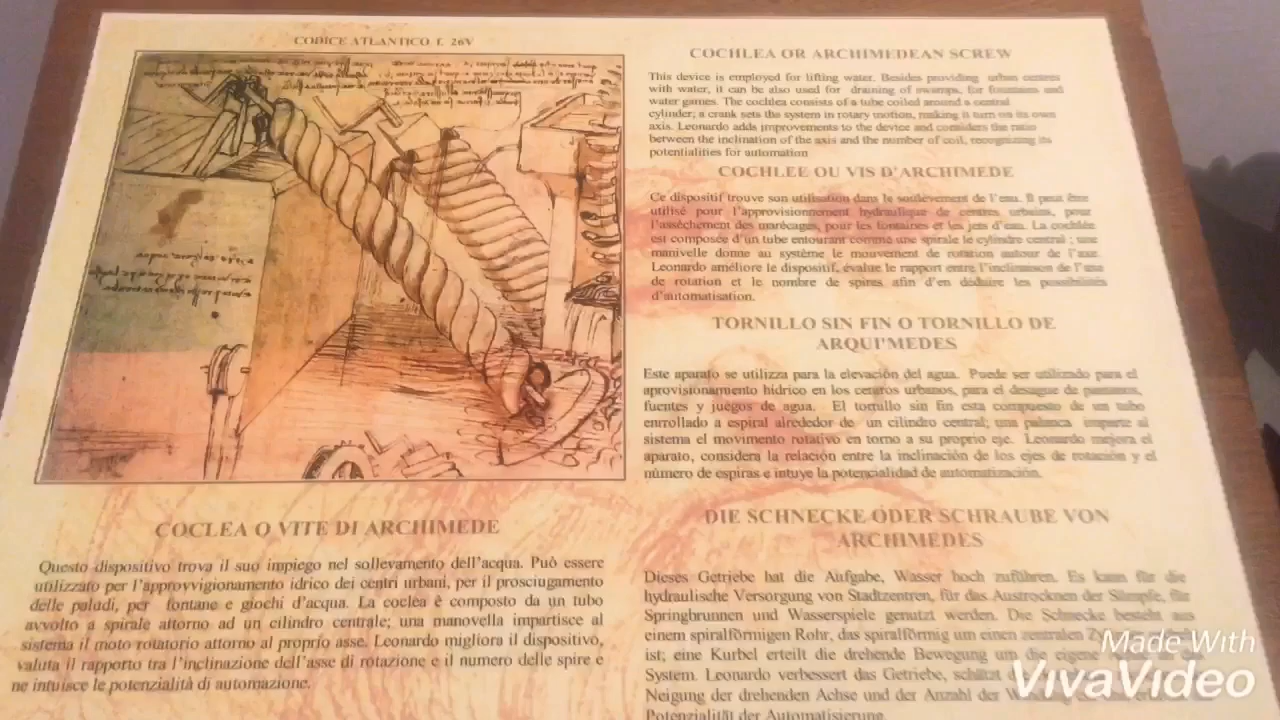 CODICE ATLANTICO f. 26V
COCLEA O VITE DI ARCHIMEDE
Questo dispositivo trova il suo impiego nel sollevamento dell'acqua. Può essere
utilizzato per l'approvvigionamento idrico dei centri urbani, per il prosciugamento
delle paludi, per fontane e giochi d'acqua. La coclea è composto da un tubo
avvolto a spirale attorno ad un cilindro centrale; una manovella impartisce al
sistema il moto rotatorio attorno al proprio asse. Leonardo migliora il dispositivo,
valuta il rapporto tra l'inclinazione dell'asse di rotazione e il numero delle spire e
ne intuisce le potenzialità di automazione.
COCHLEA OR ARCHIMEDEAN SCREW
This device is employed for lifting water. Besides providing urban centres
with water, it can be also used for draining of swamps, for fountains and
water games. The cochlea consists of a tube coiled around a central
cylinder; a crank sets the system in rotary motion, making it turn on its own
axis. Leonardo adds improvements to the device and considers the ratio
between the inclination of the axis and the number of coil, recognizing its
potentialities for automation
COCHLEE OU VIS D'ARCHIMEDE
Ce dispositif trouve son utilisation dans le soulèvement de l'eau. Il peut être
utilisé pour l'approvisionnement hydraulique de centres urbains, pour
l'assèchement des marécages, pour les fontaines et les jets d'eau. La cochlée
est composée d'un tube entourant comme une spirale le cylindre central ; une
manivelle donne au système le mouvement de rotation autour de l'axe.
Leonardo améliore le dispositif, évalue le rapport entre l'inclinaison de l'axe
de rotation et le nombre de spires afin d'en déduire les possibilités
d'automatisation.
TORNILLO SIN FIN O TORNILLO DE
ARQUI'MEDES
Este aparato se utilizza para la elevación del agua. Puede ser utilizado para el
aprovisionamento hídrico en los centros urbanos, para el desague de pantanos,
fuentes y juegos de agua. El tornillo sin fin esta compuesto de un tubo
enrrollado a espiral alrededor de un cilindro central; una palanca imparte al
sistema el movimento rotativo en torno a su proprio eje. Leonardo mejora el
aparato, considera la relación entre la inclinación de los ejes de rotación y el
número de espiras e intuye la potencialidad de automatización.
DIE SCHNECKE ODER SCHRAUBE VON
ARCHIMEDES
Dieses Getriebe hat die Aufgabe, Wasser hoch zuführen. Es kann für die
hydraulische Versorgung von Stadtzentren, für das Austrocknen der Sümpfe, für
Springbrunnen und Wasserspiele genutzt werden. Die Schnecke besteht aus
einem spiralförmigen Rohr, das spiralförmig um einen zentralen
ist; eine Kurbel erteilt die drehende Bewegung um die eigene
System. Leonardo verbessert das Getriebe, schätzt
Neigung der drehenden Achse und der Anzahl der
Potenzialität der Automatisierung.
Made With
VivaVideo